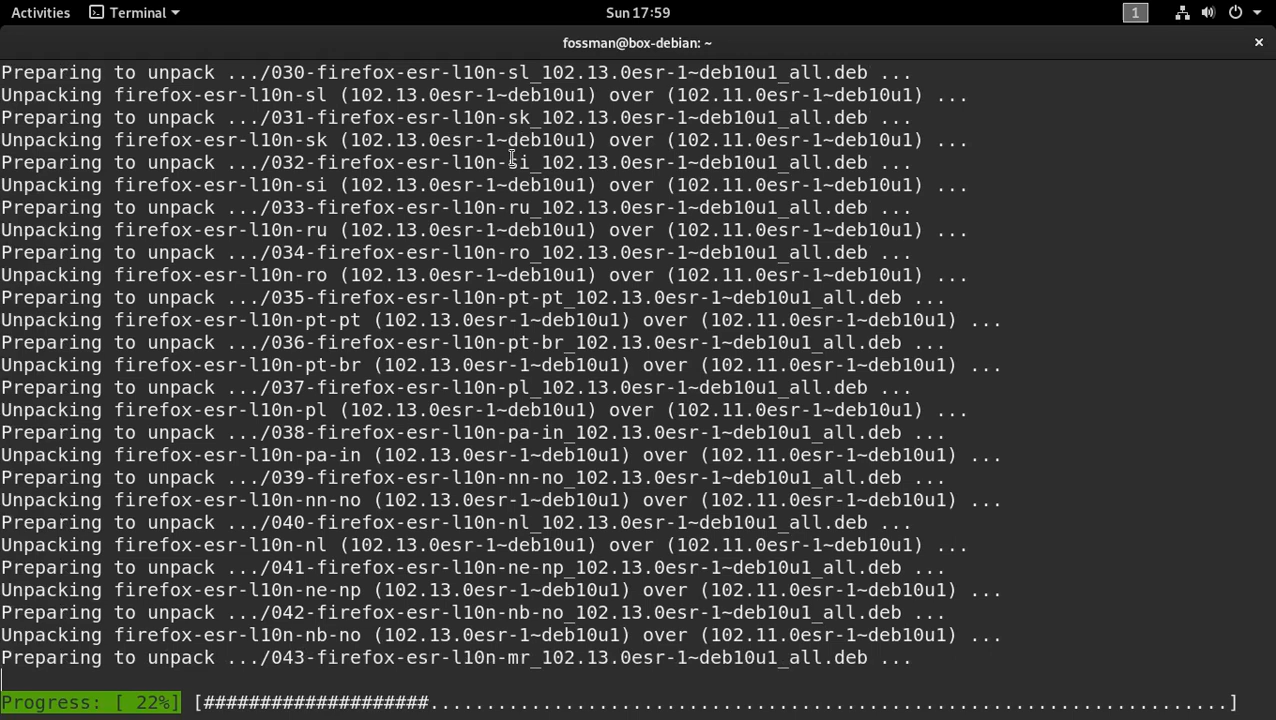 Activities Terminal Sun 17:59 1
fossman@box-debian: ~ ×
Preparing to unpack .../030-firefox-esr-l10n-sl_102.13.0esr-1~deb10u1_all.deb ...
Unpacking firefox-esr-l10n-sl (102.13.0esr-1~deb10u1) over (102.11.0esr-1~deb10u1) ...
Preparing to unpack .../031-firefox-esr-l10n-sk_102.13.0esr-1~deb10u1_all.deb ...
Unpacking firefox-esr-l10n-sk (102.13.0esr-1~deb10u1) over (102.11.0esr-1~deb10u1) ...
Preparing to unpack .../032-firefox-esr-l10n-si_102.13.0esr-1~deb10u1_all.deb ...
Unpacking firefox-esr-l10n-si (102.13.0esr-1~deb10u1) over (102.11.0esr-1~deb10u1) ...
Preparing to unpack .../033-firefox-esr-l10n-ru_102.13.0esr-1~deb10u1_all.deb ...
Unpacking firefox-esr-l10n-ru (102.13.0esr-1~deb10u1) over (102.11.0esr-1~deb10u1) ...
Preparing to unpack .../034-firefox-esr-l10n-ro_102.13.0esr-1~deb10u1_all.deb ...
Unpacking firefox-esr-l10n-ro (102.13.0esr-1~deb10u1) over (102.11.0esr-1~deb10u1) ...
Preparing to unpack .../035-firefox-esr-l10n-pt-pt_102.13.0esr-1~deb10u1_all.deb ...
Unpacking firefox-esr-l10n-pt-pt (102.13.0esr-1~deb10u1) over (102.11.0esr-1~deb10u1) ...
Preparing to unpack .../036-firefox-esr-l10n-pt-br_102.13.0esr-1~deb10u1_all.deb ...
Unpacking firefox-esr-l10n-pt-br (102.13.0esr-1~deb10u1) over (102.11.0esr-1~deb10u1) ...
Preparing to unpack .../037-firefox-esr-l10n-pl_102.13.0esr-1~deb10u1_all.deb ...
Unpacking firefox-esr-l10n-pl (102.13.0esr-1~deb10u1) over (102.11.0esr-1~deb10u1) ...
Preparing to unpack .../038-firefox-esr-l10n-pa-in_102.13.0esr-1~deb10u1_all.deb ...
Unpacking firefox-esr-l10n-pa-in (102.13.0esr-1~deb10u1) over (102.11.0esr-1~deb10u1) ...
Preparing to unpack .../039-firefox-esr-l10n-nn-no_102.13.0esr-1~deb10u1_all.deb ...
Unpacking firefox-esr-l10n-nn-no (102.13.0esr-1~deb10u1) over (102.11.0esr-1~deb10u1) ...
Preparing to unpack .../040-firefox-esr-l10n-nl_102.13.0esr-1~deb10u1_all.deb ...
Unpacking firefox-esr-l10n-nl (102.13.0esr-1~deb10u1) over (102.11.0esr-1~deb10u1) ...
Preparing to unpack .../041-firefox-esr-l10n-ne-np_102.13.0esr-1~deb10u1_all.deb ...
Unpacking firefox-esr-l10n-ne-np (102.13.0esr-1~deb10u1) over (102.11.0esr-1~deb10u1) ...
Preparing to unpack .../042-firefox-esr-l10n-nb-no_102.13.0esr-1~deb10u1_all.deb ...
Unpacking firefox-esr-l10n-nb-no (102.13.0esr-1~deb10u1) over (102.11.0esr-1~deb10u1) ...
Preparing to unpack .../043-firefox-esr-l10n-mr_102.13.0esr-1~deb10u1_all.deb ...
Progress: [ 22%] [####################.......................................................................]